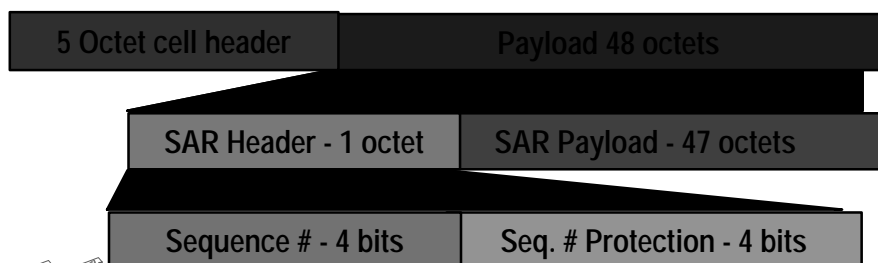 5 Octet cell header Payload 48 octets
SAR Header - 1 octet SAR Payload - 47 octets
Sequence # - 4 bits Seq. # Protection - 4 bits